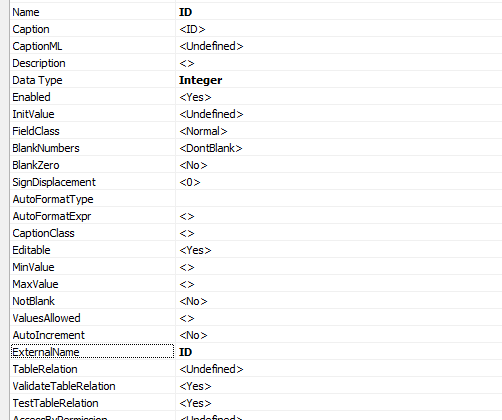 Name ID
Caption <ID>
CaptionML <Undefined>
Description <>
Data Type Integer
Enabled <Yes>
InitValue <Undefined>
FieldClass <Normal>
BlankNumbers <DontBlank>
BlankZero <No>
SignDisplacement <0>
AutoFormatType
AutoFormatExpr <>
CaptionClass <>
Editable <Yes>
MinValue <>
MaxValue <>
NotBlank <No>
ValuesAllowed <>
AutoIncrement <No>
ExternalName ID
TableRelation <Undefined>
ValidateTableRelation <Yes>
TestTableRelation <Yes>
AccessByPermission <Undefined>